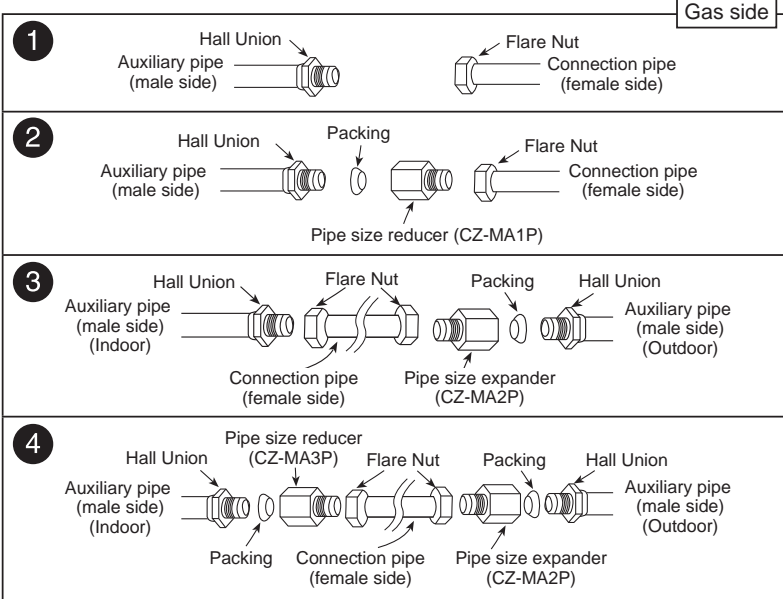 Gas side
1
Hall Union
Auxiliary pipe
(male side)
Flare Nut
Connection pipe
(female side)
2
Hall Union
Packing
Auxiliary pipe
(male side)
Flare Nut
Connection pipe
(female side)
Pipe size reducer (CZ-MA1P)
3
Hall Union
Flare Nut
Packing
Hall Union
Auxiliary pipe
(male side)
(Indoor)
Auxiliary pipe
(male side)
(Outdoor)
Connection pipe
(female side)
Pipe size expander
(CZ-MA2P)
4
Pipe size reducer
(CZ-MA3P)
Hall Union
Flare Nut
Packing
Hall Union
Auxiliary pipe
(male side)
(Indoor)
Auxiliary pipe
(male side)
(Outdoor)
Packing
Connection pipe
(female side)
Pipe size expander
(CZ-MA2P)